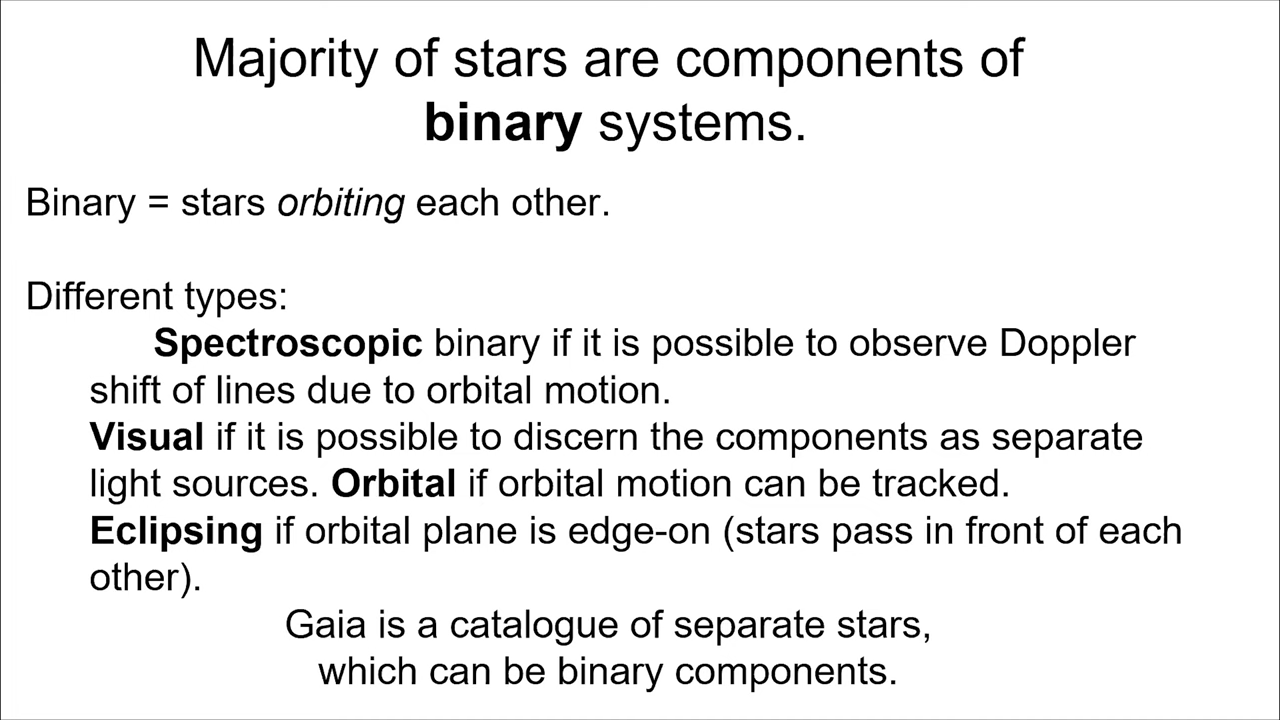 Majority of stars are components of
binary systems.
Binary = stars orbiting each other.
Different types:
Spectroscopic binary if it is possible to observe Doppler
shift of lines due to orbital motion.
Visual if it is possible to discern the components as separate
light sources. Orbital if orbital motion can be tracked.
Eclipsing if orbital plane is edge-on (stars pass in front of each
other).
Gaia is a catalogue of separate stars,
which can be binary components.